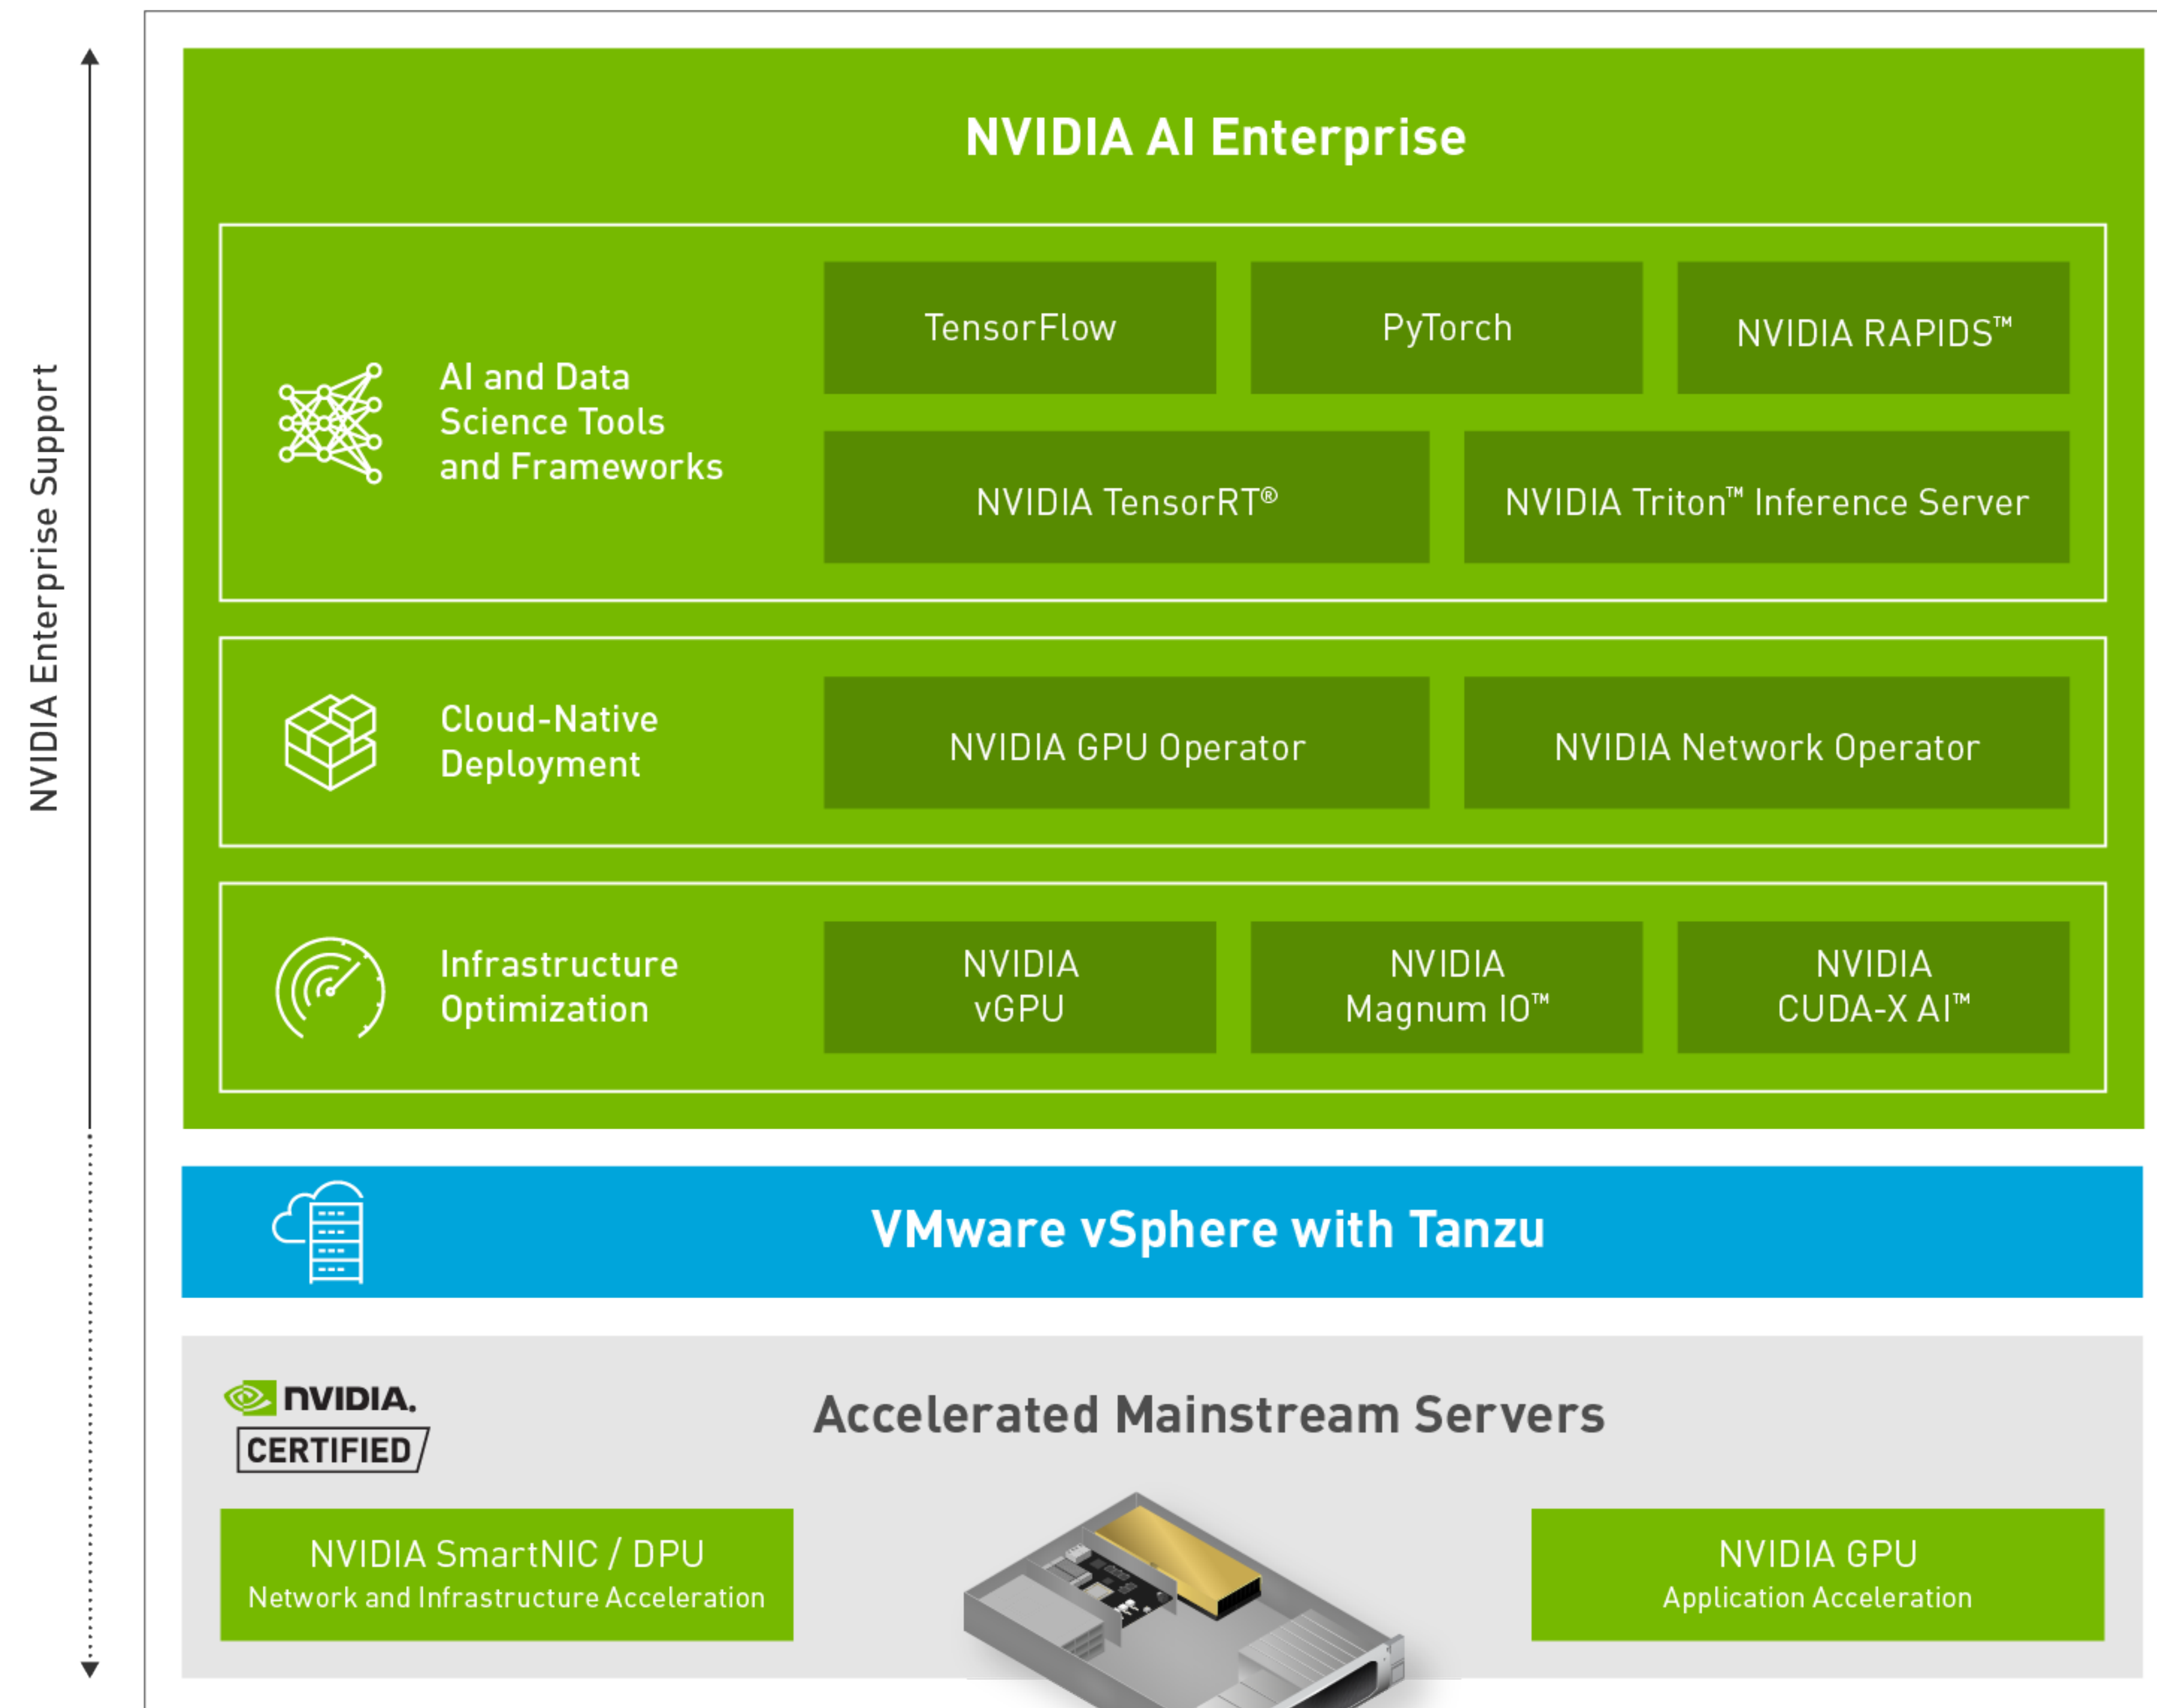 NVIDIA Enterprise Support
NVIDIA AI Enterprise
AI and Data
Science Tools
and Frameworks
TensorFlow
PyTorch
NVIDIA RAPIDS™
NVIDIA TensorRT®
NVIDIA Triton™ Inference Server
Cloud-Native
Deployment
NVIDIA GPU Operator
NVIDIA Network Operator
Infrastructure
Optimization
NVIDIA
vGPU
NVIDIA
Magnum IO™
NVIDIA
CUDA-X AI™
VMware vSphere with Tanzu
NVIDIA.
CERTIFIED
Accelerated Mainstream Servers
NVIDIA SmartNIC / DPU
Network and Infrastructure Acceleration
NVIDIA GPU
Application Acceleration